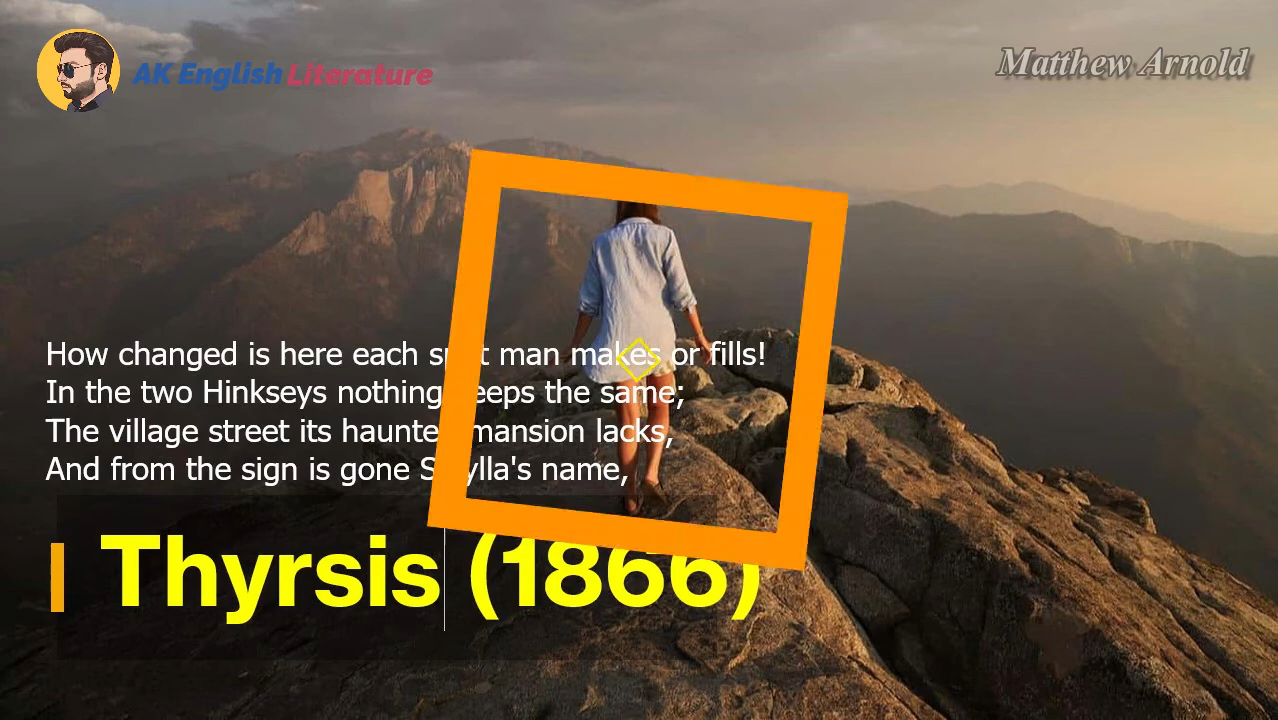 AK English Literature
Matthew Arnold
How changed is here each man makes or fills!
In the two Hinkseys nothing the same;
The village street its mansion lacks,
And from the sign is gone name,
Thyrsis (1866)